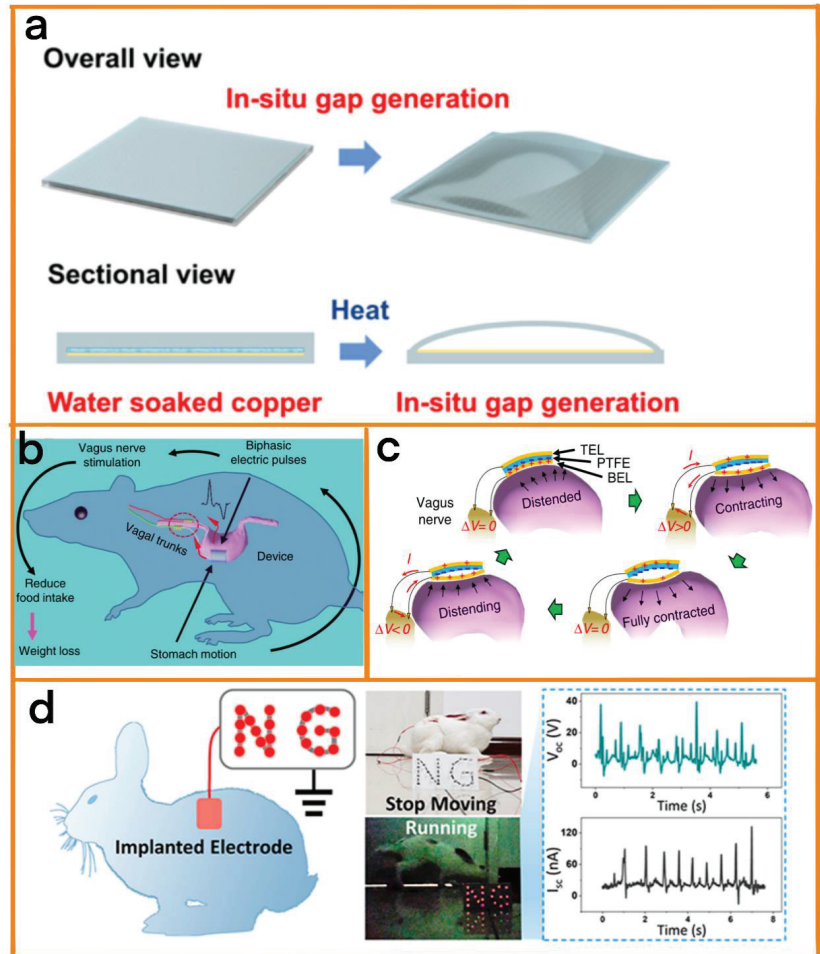 a
Overall view
In-situ gap generation
Sectional view
Heat
Water soaked copper
In-situ gap generation
b
Vagus nerve
stimulation
Biphasic
electric pulses
Vagal trunks
Device
Reduce
food intake
Weight loss
Stomach motion
c
TEL
PTFE
BEL
Vagus
nerve
Distended
ΔV= 0
I
Contracting
ΔV>0
I
Distending
ΔV< 0
Fully contracted
ΔV= 0
d
N G
Implanted Electrode
N G
Stop Moving
Running
N G
Voc (V)
40
20
0
0 2 4 6
Time (s)
Isc (nA)
120
80
40
0
0 2 4 6 8
Time (s)